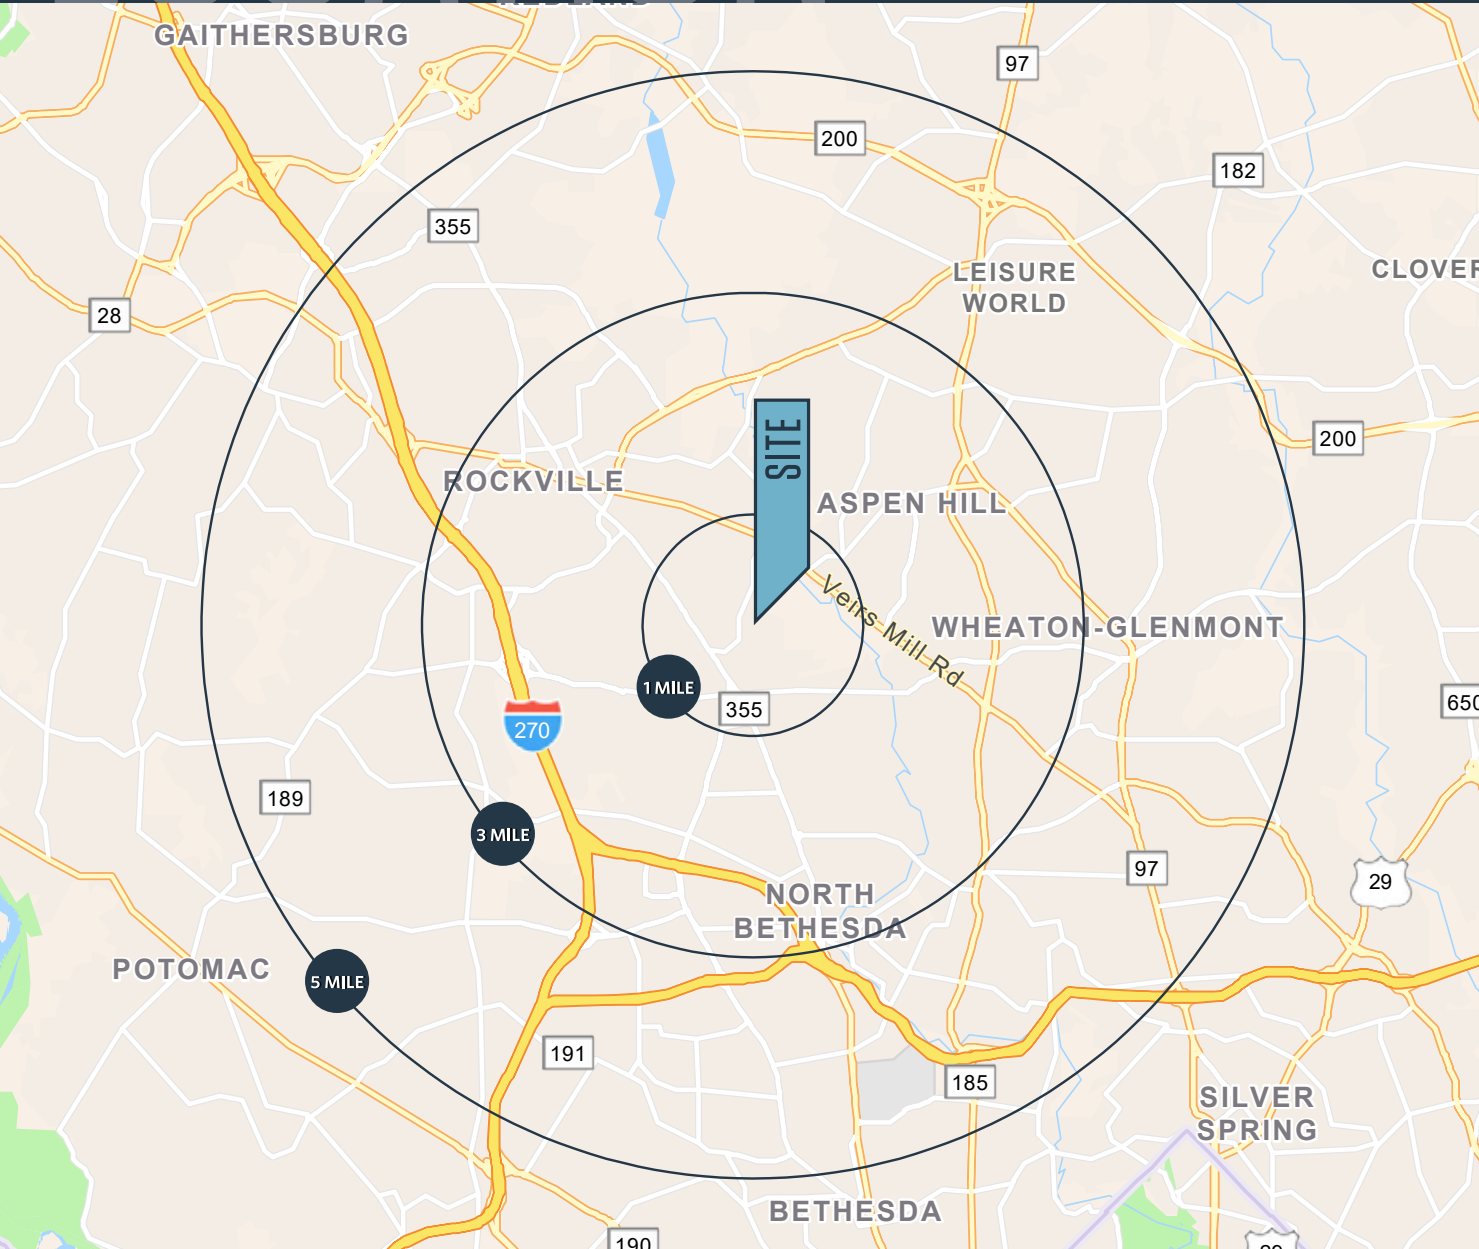 GAITHERSBURG
97
200
182
355
LEISURE
WORLD
CLOVER
28
SITE
200
ROCKVILLE
ASPEN HILL
Veirs Mill Rd
WHEATON-GLENMONT
1 MILE
355
650
270
189
3 MILE
97
29
NORTH
BETHESDA
POTOMAC
5 MILE
191
185
SILVER
SPRING
BETHESDA
190
29